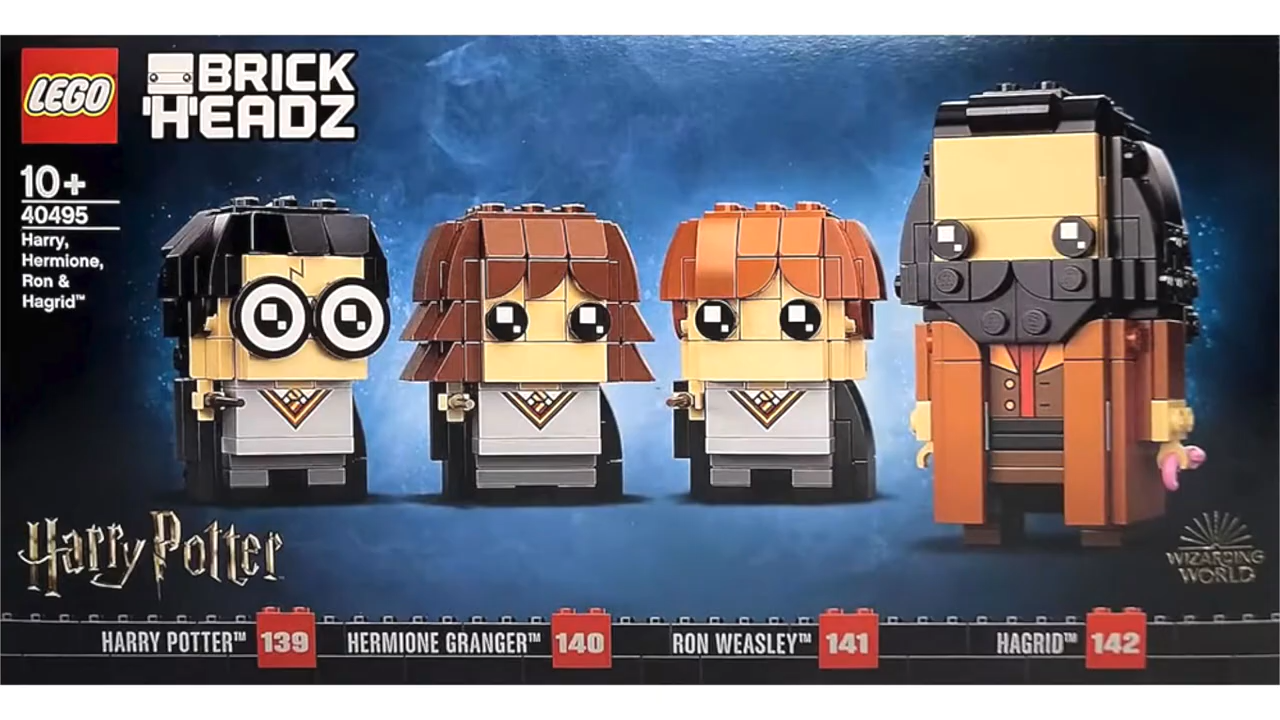 LEGO
BRICK
'H'EADZ
10+
40495
Harry,
Hermione,
Ron &
Hagrid™
Harry Potter
WIZARDING
WORLD
HARRY POTTER™ 139
HERMIONE GRANGER™ 140
RON WEASLEY™ 141
HAGRID™ 142